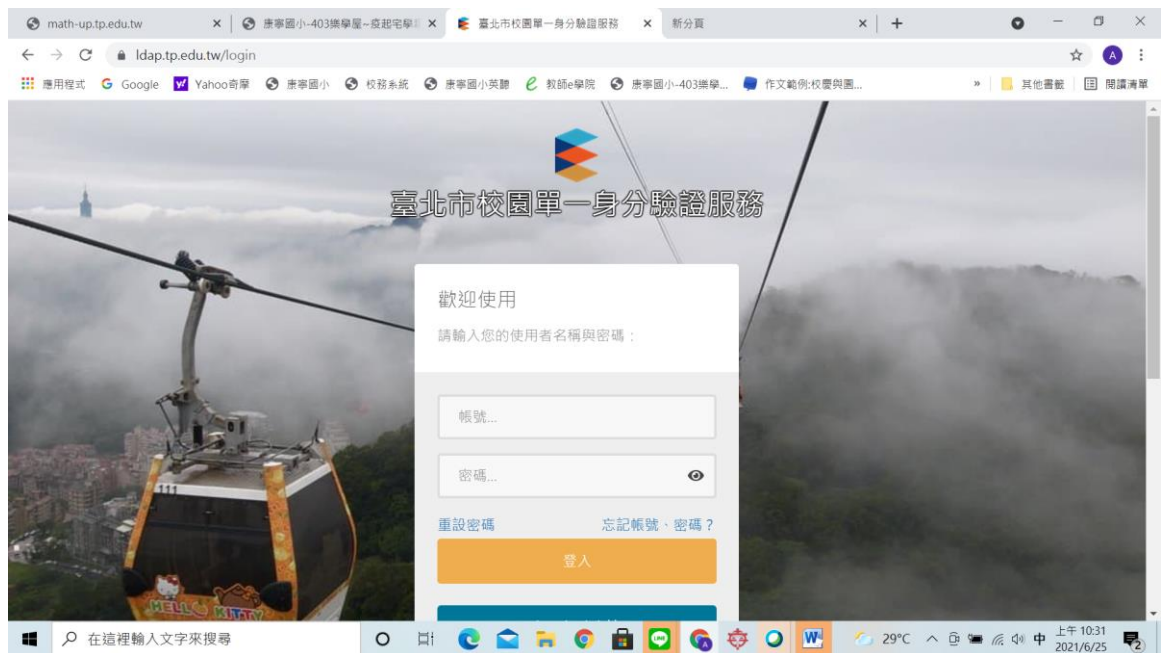 math-up.tp.edu.tw
康寧國小-403樂學屋~疫起宅學
臺北市校園單一身分驗證服務
新分頁
ldap.tp.edu.tw/login
A
應用程式
Google
Yahoo奇摩
康寧國小
校務系統
康寧國小英聽
教師e學院
康寧國小-403樂學...
作文範例:校慶與園...
»
其他書籤
閱讀清單
臺北市校園單一身分驗證服務
歡迎使用
請輸入您的使用者名稱與密碼：
帳號...
密碼...
重設密碼
忘記帳號、密碼？
登入
111
HELLO KITTY
在這裡輸入文字來搜尋
LINE
W
29°C
中
上午 10:31
2021/6/25
2